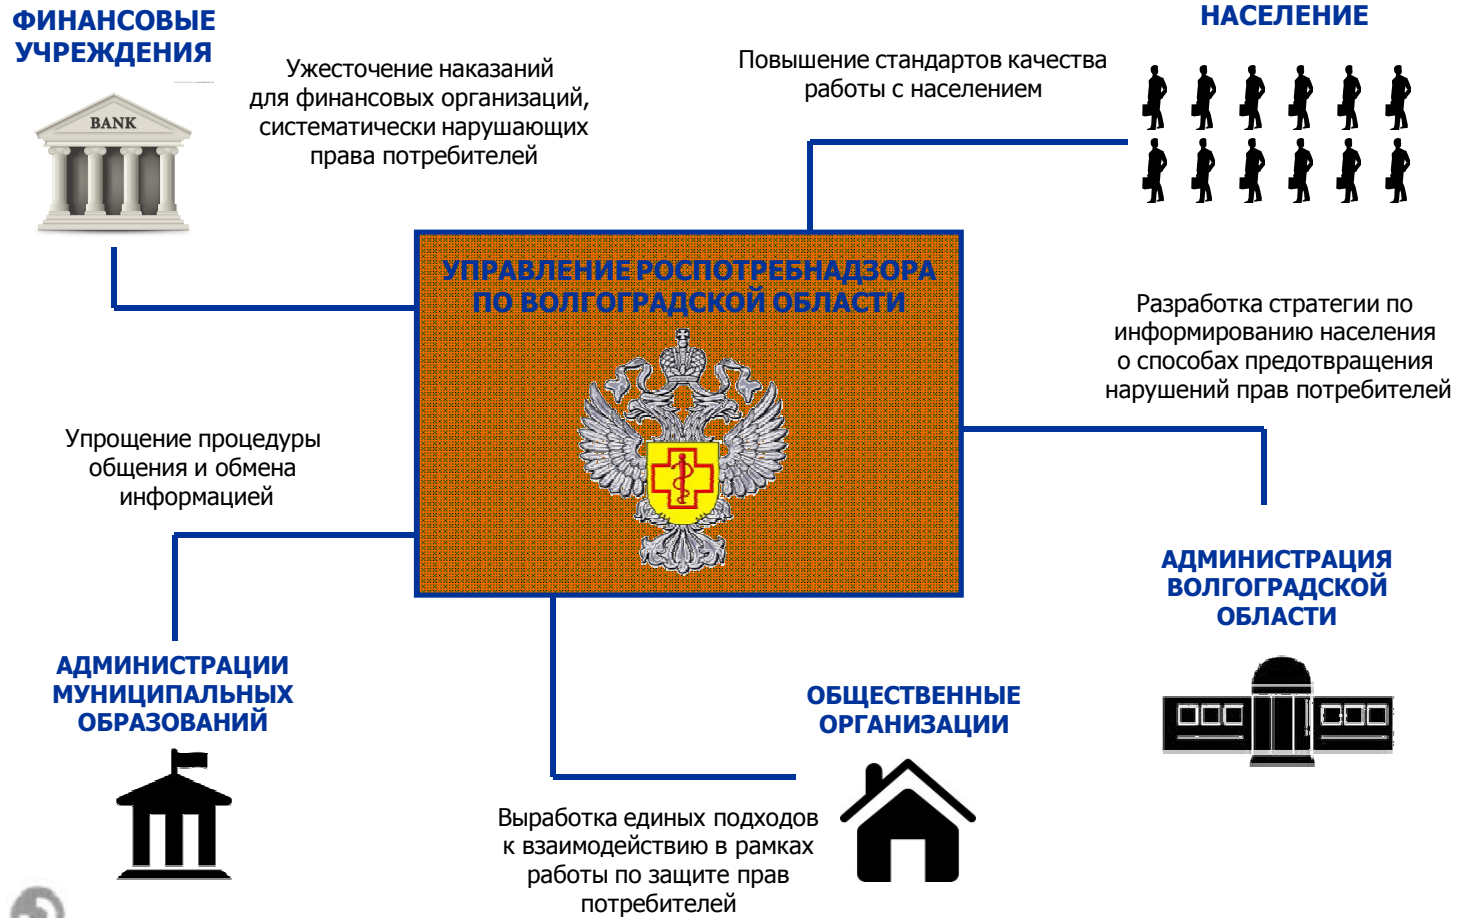 ФИНАНСОВЫЕ
УЧРЕЖДЕНИЯ
BANK
Ужесточение наказаний
для финансовых организаций,
систематически нарушающих
права потребителей
Повышение стандартов качества
работы с населением
НАСЕЛЕНИЕ
УПРАВЛЕНИЕ РОСПОТРЕБНАДЗОРА
ПО ВОЛГОГРАДСКОЙ ОБЛАСТИ
Разработка стратегии по
информированию населения
о способах предотвращения
нарушений прав потребителей
Упрощение процедуры
общения и обмена
информацией
АДМИНИСТРАЦИЯ
ВОЛГОГРАДСКОЙ
ОБЛАСТИ
АДМИНИСТРАЦИИ
МУНИЦИПАЛЬНЫХ
ОБРАЗОВАНИЙ
ОБЩЕСТВЕННЫЕ
ОРГАНИЗАЦИИ
Выработка единых подходов
к взаимодействию в рамках
работы по защите прав
потребителей